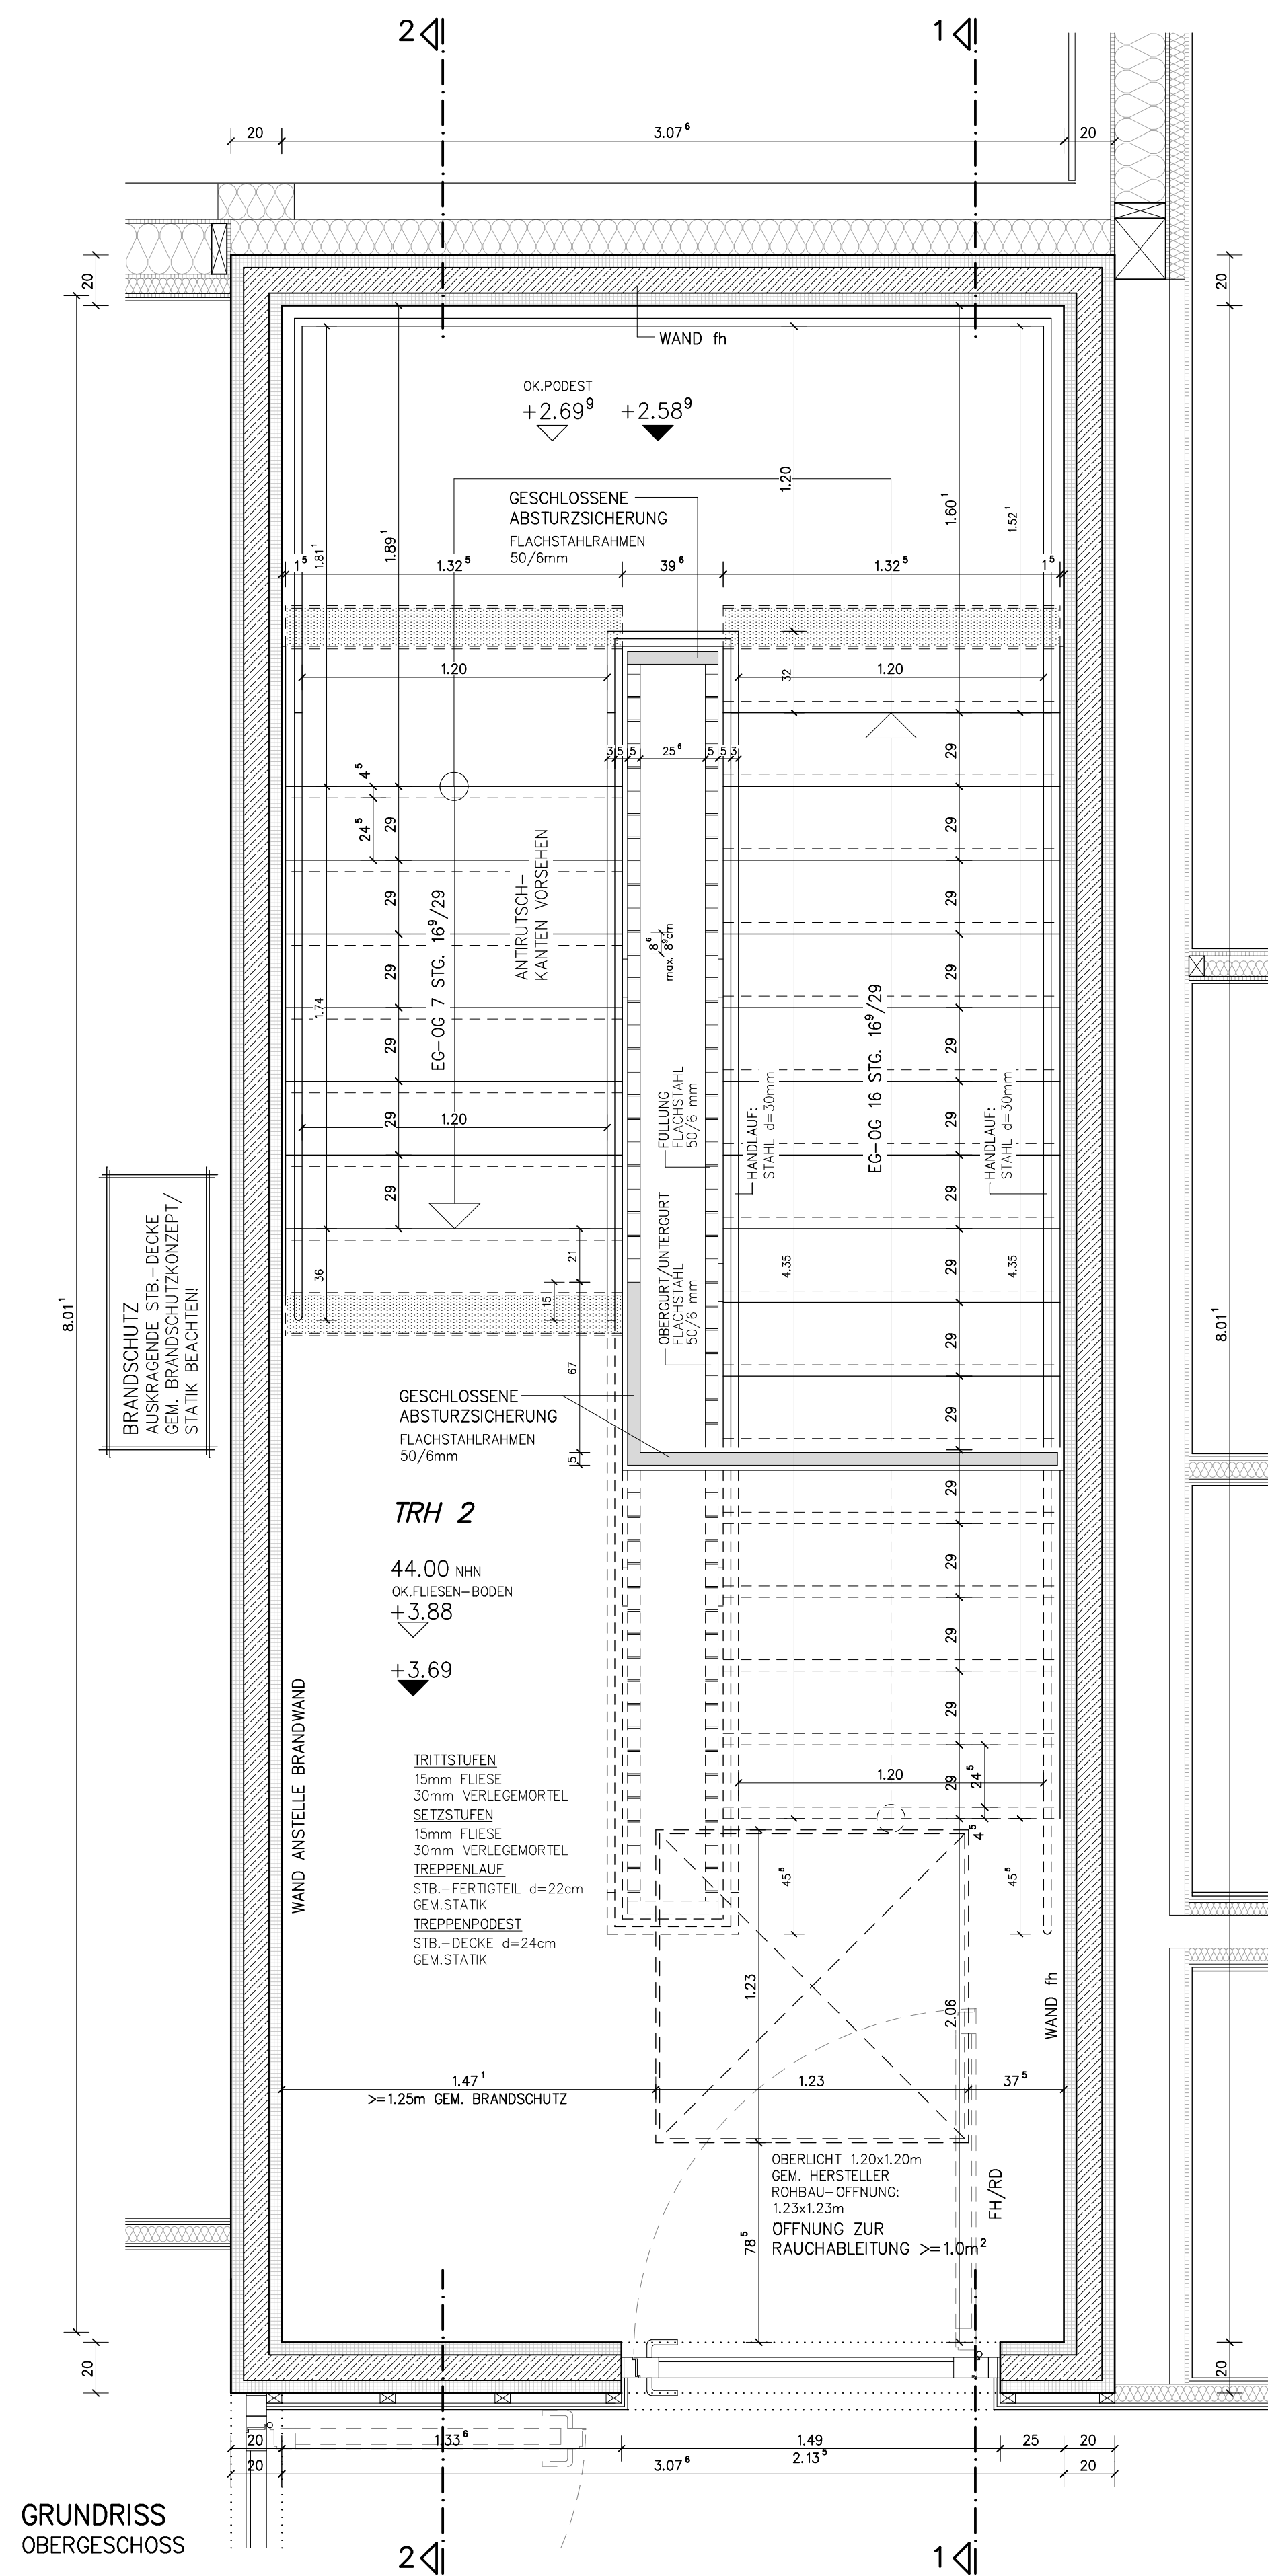 2
1
20
3.07⁶
20
20
20
WAND fh
OK.PODEST
+2.69⁹ +2.58⁹
GESCHLOSSENE
ABSTURZSICHERUNG
FLACHSTAHLRAHMEN
50/6mm
1.20
1.60¹
1.52¹
1.81¹
1.89¹
1⁵
1.32⁵
39⁶
1.32⁵
1⁵
1.20
32
1.20
3
5
5
25⁶
5
5
3
29
4⁵
24⁵
29
29
29
29
29
29
29
29
29
29
29
29
ANTIRUTSCH-
KANTEN VORSEHEN
EG-OG 7 STG. 16⁹/29
8⁶
max.18⁹cm
EG-OG 16 STG. 16⁹/29
1.74
1.20
FÜLLUNG
FLACHSTAHL
50/6 mm
HANDLAUF:
STAHL d=30mm
HANDLAUF:
STAHL d=30mm
OBERGURT/UNTERGURT
FLACHSTAHL
50/6 mm
4.35
4.35
36
21
15
67
5
29
29
29
BRANDSCHUTZ
AUSKRAGENDE STB.-DECKE
GEM. BRANDSCHUTZKONZEPT/
STATIK BEACHTEN!
8.01¹
8.01¹
GESCHLOSSENE
ABSTURZSICHERUNG
FLACHSTAHLRAHMEN
50/6mm
TRH 2
44.00 NHN
OK.FLIESEN-BODEN
+3.88
+3.69
29
29
29
29
29
24⁵
4⁵
1.20
WAND ANSTELLE BRANDWAND
TRITTSTUFEN
15mm FLIESE
30mm VERLEGEMÖRTEL
SETZSTUFEN
15mm FLIESE
30mm VERLEGEMÖRTEL
TREPPENLAUF
STB.-FERTIGTEIL d=22cm
GEM.STATIK
TREPPENPODEST
STB.-DECKE d=24cm
GEM.STATIK
45⁵
45⁵
1.23
2.06
WAND fh
1.47¹
1.23
37⁵
>=1.25m GEM. BRANDSCHUTZ
OBERLICHT 1.20x1.20m
GEM. HERSTELLER
ROHBAU-ÖFFNUNG:
1.23x1.23m
ÖFFNUNG ZUR
RAUCHABLEITUNG >=1.0m²
FH/RD
78⁵
20
20
20
1.33⁶
1.49
2.13⁵
25
20
20
3.07⁶
20
GRUNDRISS
OBERGESCHOSS
2
1